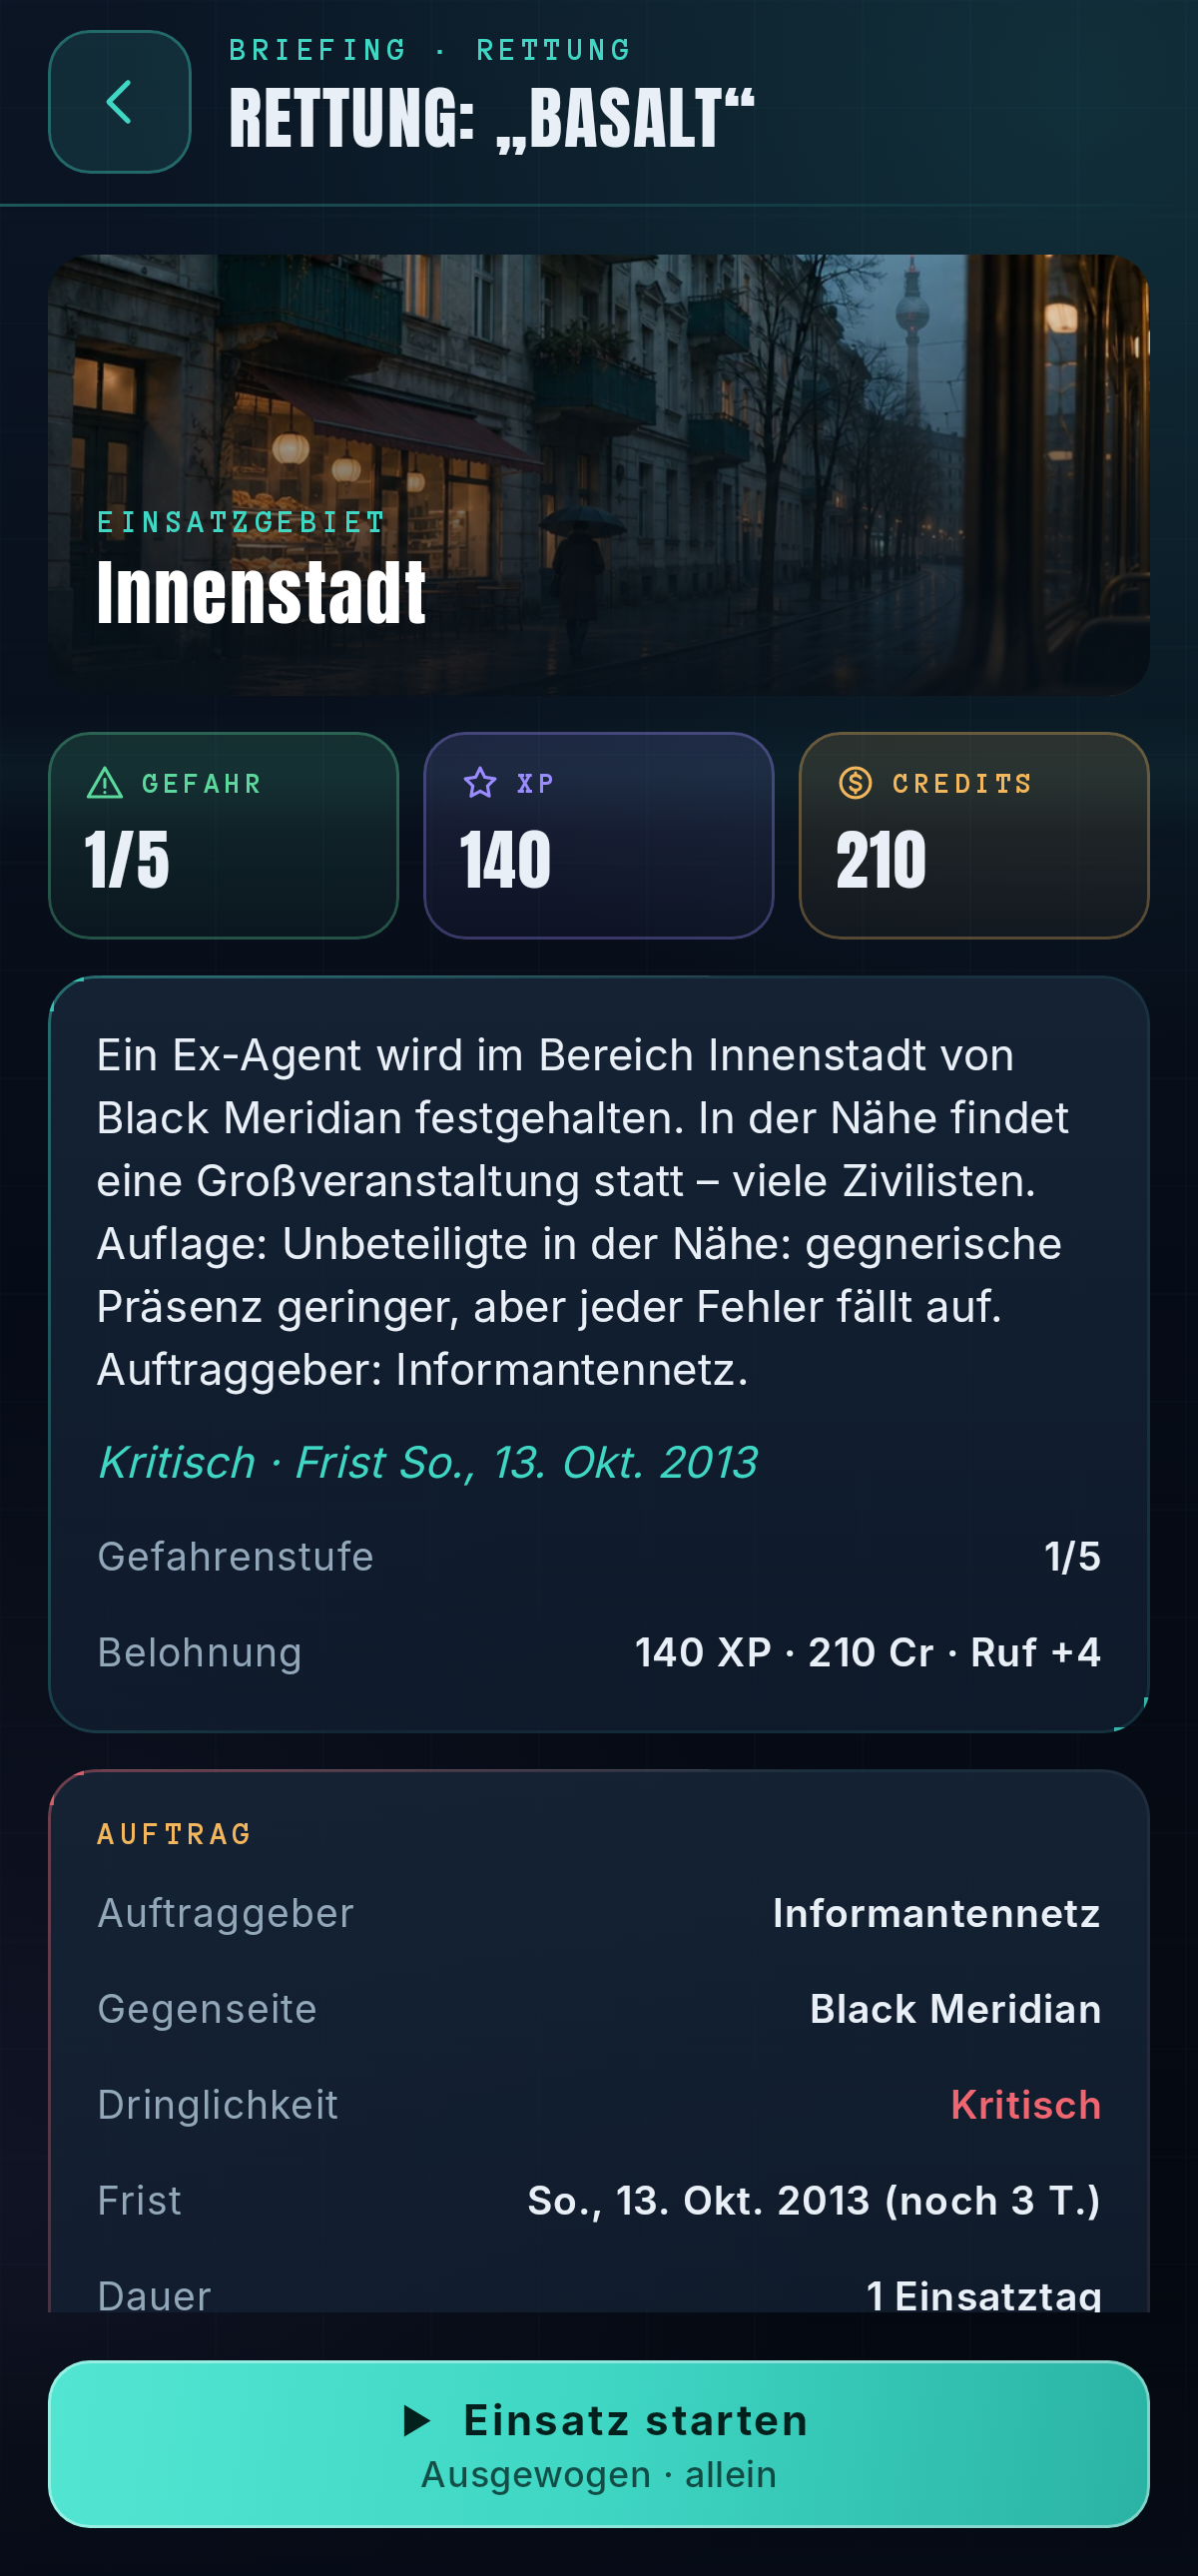 BRIEFING · RETTUNG
RETTUNG: „BASALT“
EINSATZGEBIET
Innenstadt
GEFAHR
1/5
XP
140
CREDITS
210
Ein Ex-Agent wird im Bereich Innenstadt von
Black Meridian festgehalten. In der Nähe findet
eine Großveranstaltung statt – viele Zivilisten.
Auflage: Unbeteiligte in der Nähe: gegnerische
Präsenz geringer, aber jeder Fehler fällt auf.
Auftraggeber: Informantennetz.
Kritisch · Frist So., 13. Okt. 2013
Gefahrenstufe 1/5
Belohnung 140 XP · 210 Cr · Ruf +4
AUFTRAG
Auftraggeber Informantennetz
Gegenseite Black Meridian
Dringlichkeit Kritisch
Frist So., 13. Okt. 2013 (noch 3 T.)
Dauer 1 Einsatztag
Einsatz starten
Ausgewogen · allein